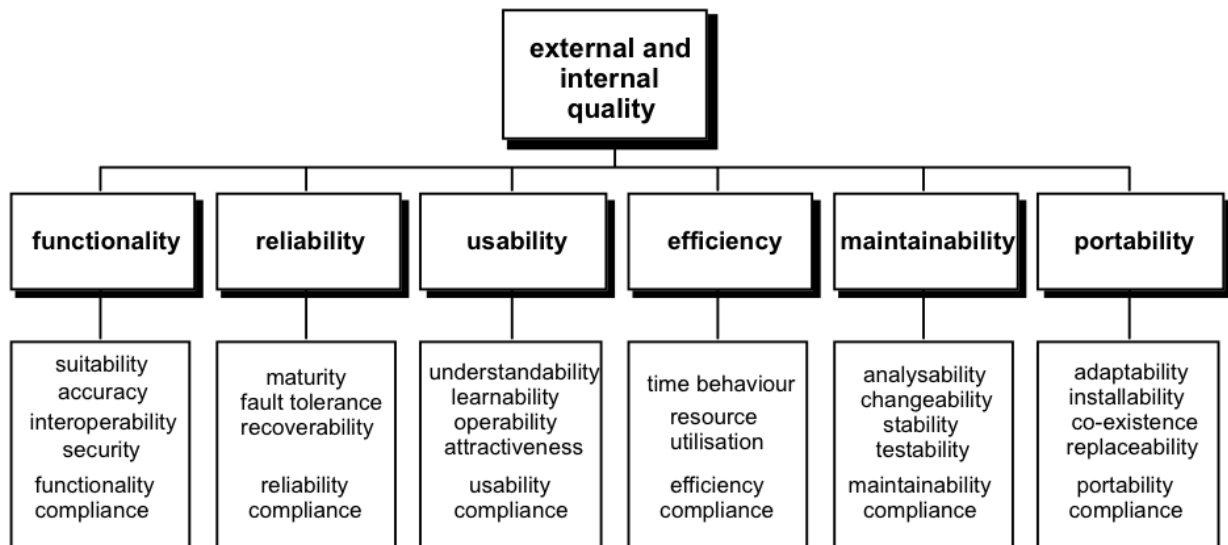 external and
internal
quality
functionality
reliability
usability
efficiency
maintainability
portability
suitability
accuracy
interoperability
security
functionality
compliance
maturity
fault tolerance
recoverability
reliability
compliance
understandability
learnability
operability
attractiveness
usability
compliance
time behaviour
resource
utilisation
efficiency
compliance
analysability
changeability
stability
testability
maintainability
compliance
adaptability
installability
co-existence
replaceability
portability
compliance